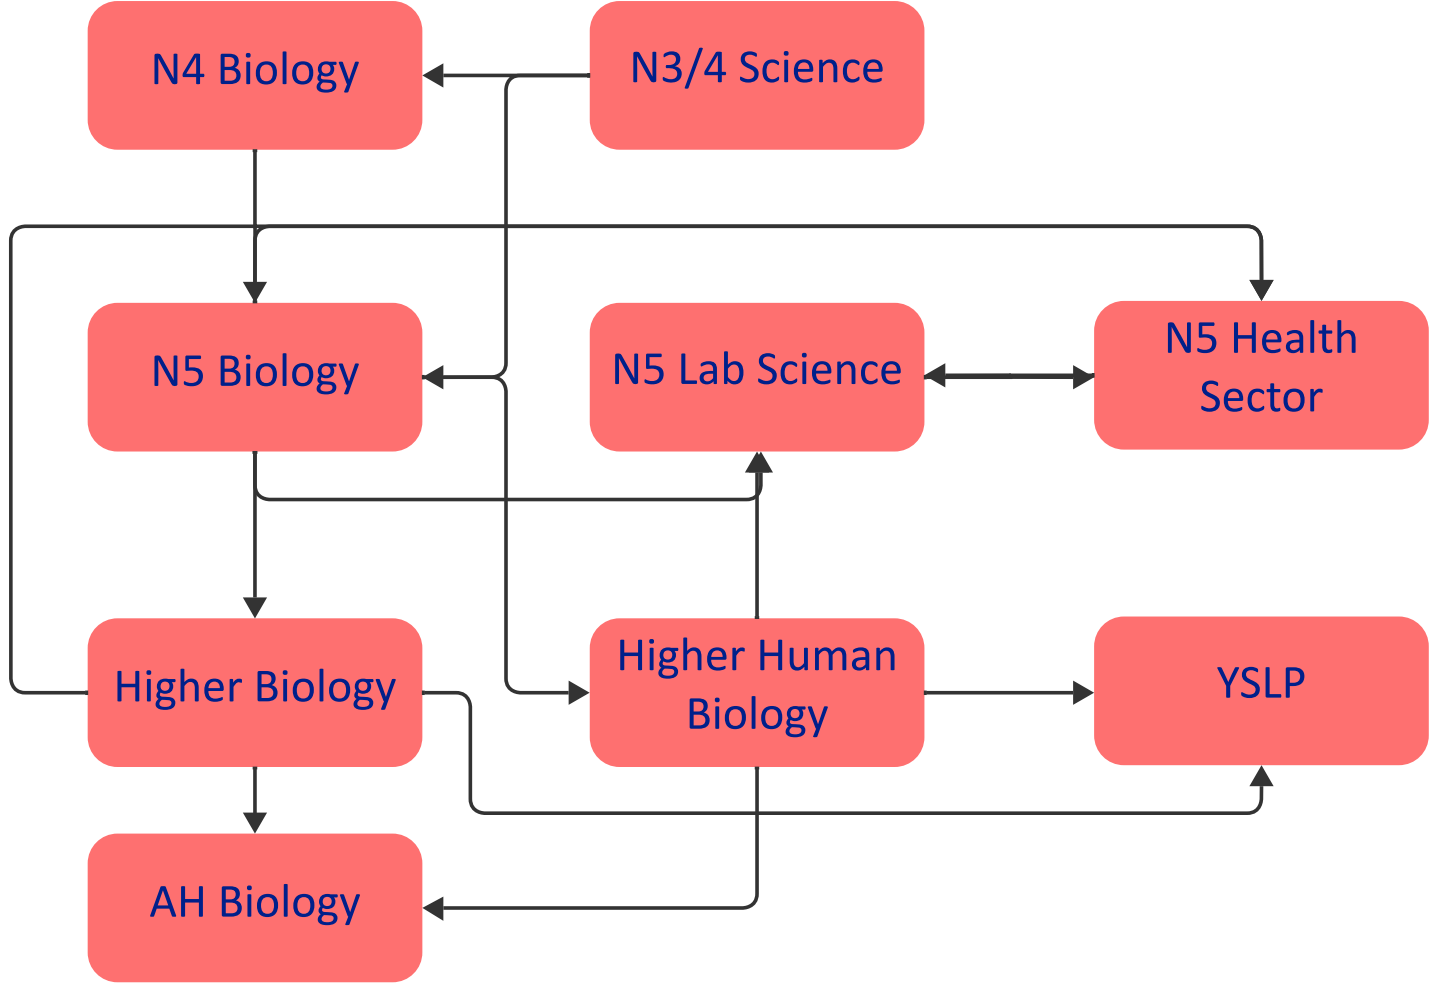 N4 Biology
N3/4 Science
N5 Biology
N5 Lab Science
N5 Health
Sector
Higher Biology
Higher Human
Biology
YSLP
AH Biology